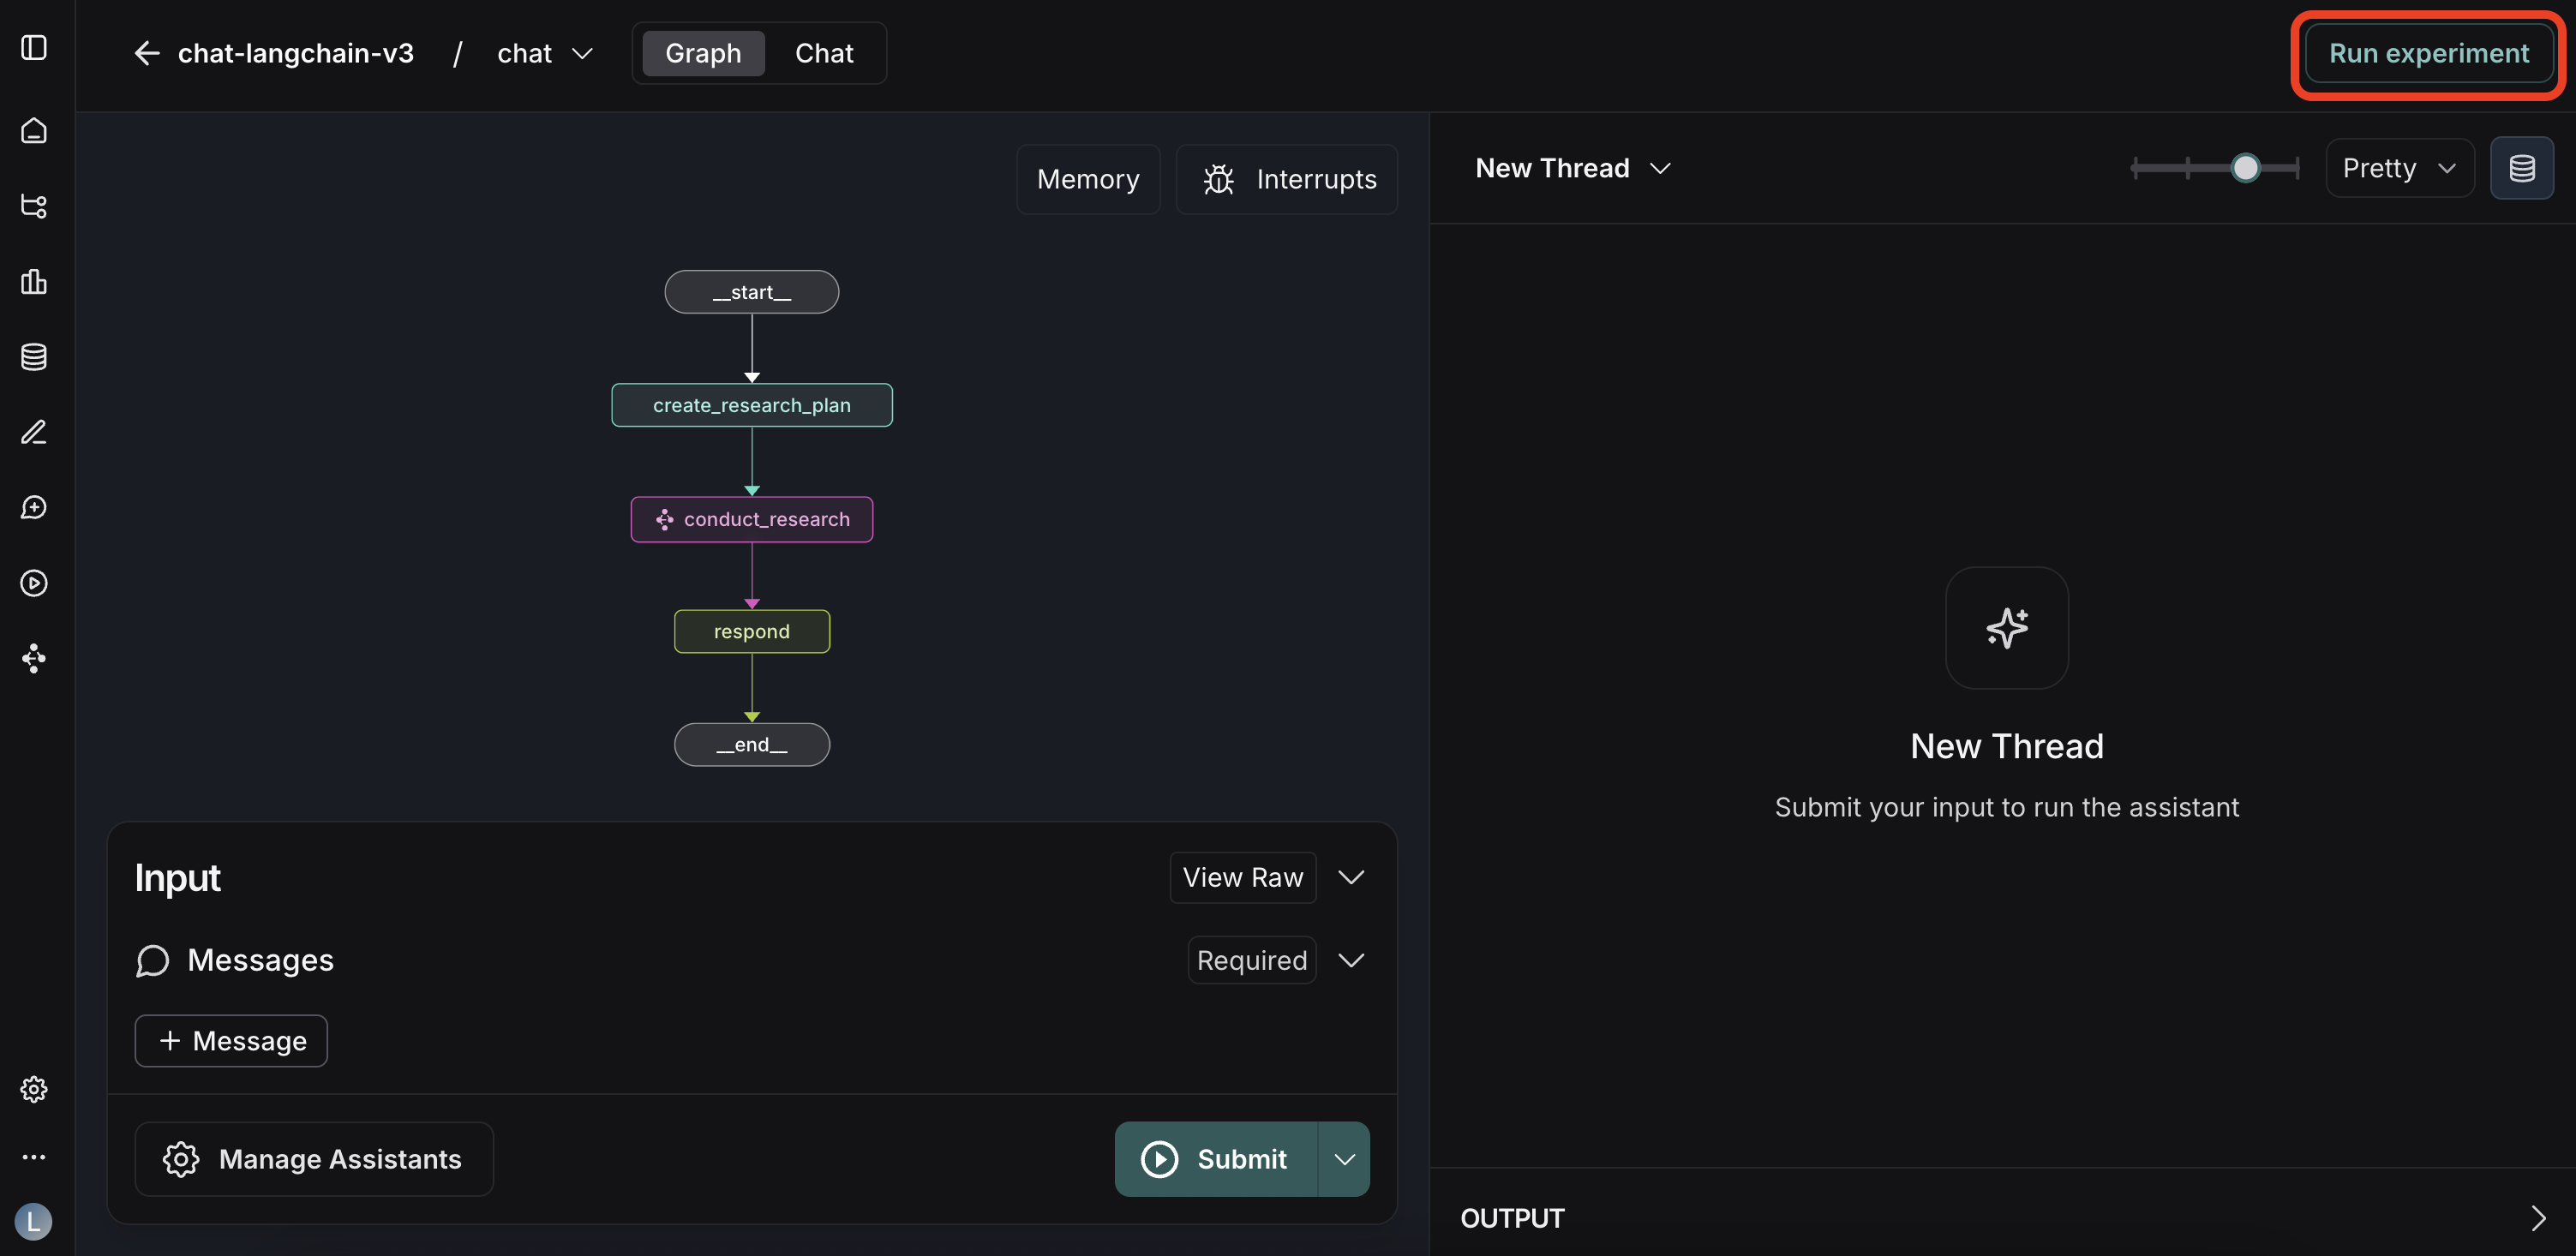 chat-langchain-v3 / chat
Graph Chat
Run experiment
Memory
Interrupts
__start__
create_research_plan
conduct_research
respond
__end__
Input
View Raw
Messages
Required
+ Message
Manage Assistants
Submit
L
New Thread
Pretty
New Thread
Submit your input to run the assistant
OUTPUT